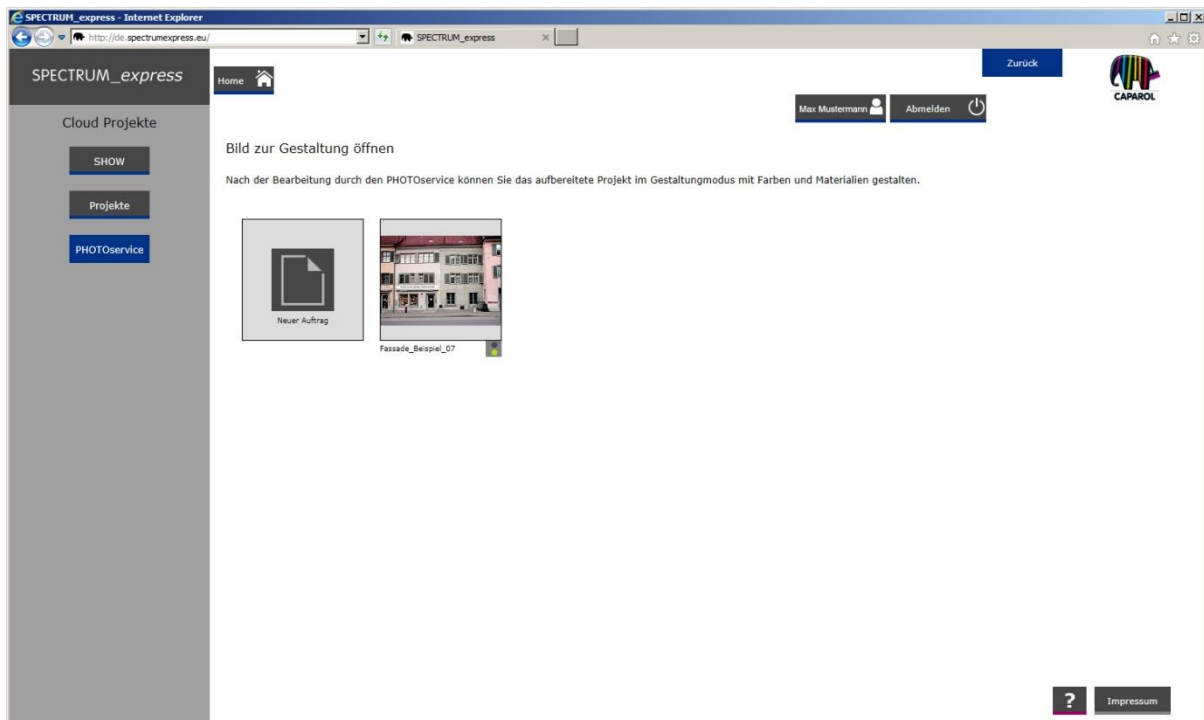 SPECTRUM_express - Internet Explorer
http://de.spectrumexpress.eu/
SPECTRUM_express
SPECTRUM_express
Home
Zurück
CAPAROL
Max Mustermann
Abmelden
Cloud Projekte
SHOW
Projekte
PHOTOservice
Bild zur Gestaltung öffnen
Nach der Bearbeitung durch den PHOTOservice können Sie das aufbereitete Projekt im Gestaltungmodus mit Farben und Materialien gestalten.
Neuer Auftrag
Fassade_Beispiel_07
?
Impressum